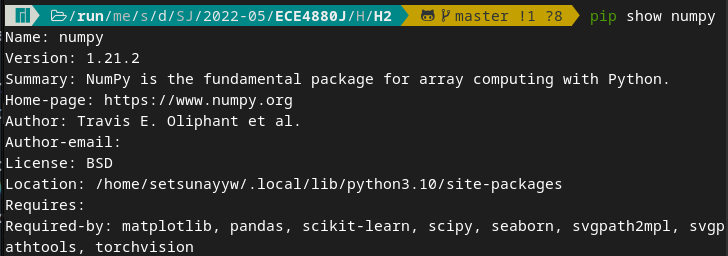 /run/me/s/d/SJ/2022-05/ECE4880J/H/H2 master !1 ?8 pip show numpy
Name: numpy
Version: 1.21.2
Summary: NumPy is the fundamental package for array computing with Python.
Home-page: https://www.numpy.org
Author: Travis E. Oliphant et al.
Author-email:
License: BSD
Location: /home/setsunayyw/.local/lib/python3.10/site-packages
Requires:
Required-by: matplotlib, pandas, scikit-learn, scipy, seaborn, svgpath2mpl, svgp
athtools, torchvision